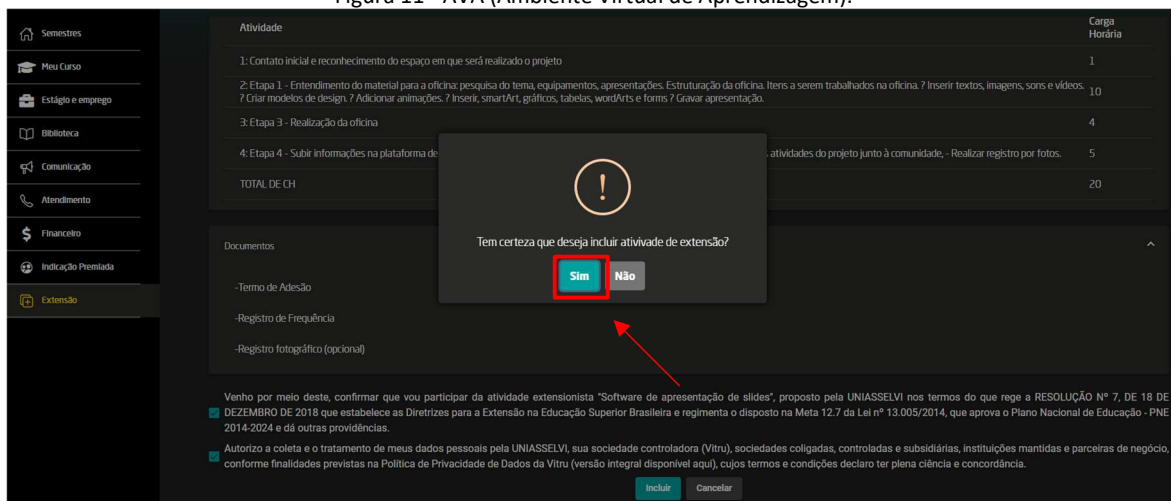 Figura 11 - AVA (Ambiente Virtual de Aprendizagem).
Semestres
Meu Curso
Estágio e emprego
Biblioteca
Comunicação
Atendimento
Financeiro
Indicação Premiada
Extensão
Atividade
Carga
Horária
1: Contato inicial e reconhecimento do espaço em que será realizado o projeto
1
2: Etapa 1 - Entendimento do material para a oficina: pesquisa do tema, equipamentos, apresentações. Estruturação da oficina. Itens a serem trabalhados na oficina. ? Inserir textos, imagens, sons e vídeos.
? Criar modelos de design. ? Adicionar animações. ? Inserir, smartArt, gráficos, tabelas, wordArts e forms ? Gravar apresentação.
10
3: Etapa 3 - Realização da oficina
4
4: Etapa 4 - Subir informações na plataforma de
atividades do projeto junto à comunidade, - Realizar registro por fotos.
5
TOTAL DE CH
20
!
Tem certeza que deseja incluir ativivade de extensão?
Sim
Não
Documentos
-Termo de Adesão
-Registro de Frequência
-Registro fotográfico (opcional)
Venho por meio deste, confirmar que vou participar da atividade extensionista "Software de apresentação de slides", proposto pela UNIASSELVI nos termos do que rege a RESOLUÇÃO Nº 7, DE 18 DE
DEZEMBRO DE 2018 que estabelece as Diretrizes para a Extensão na Educação Superior Brasileira e regimenta o disposto na Meta 12.7 da Lei nº 13.005/2014, que aprova o Plano Nacional de Educação - PNE
2014-2024 e dá outras providências.
Autorizo a coleta e o tratamento de meus dados pessoais pela UNIASSELVI, sua sociedade controladora (Vitru), sociedades coligadas, controladas e subsidiárias, instituições mantidas e parceiras de negócio,
conforme finalidades previstas na Política de Privacidade de Dados da Vitru (versão integral disponível aqui), cujos termos e condições declaro ter plena ciência e concordância.
Incluir
Cancelar